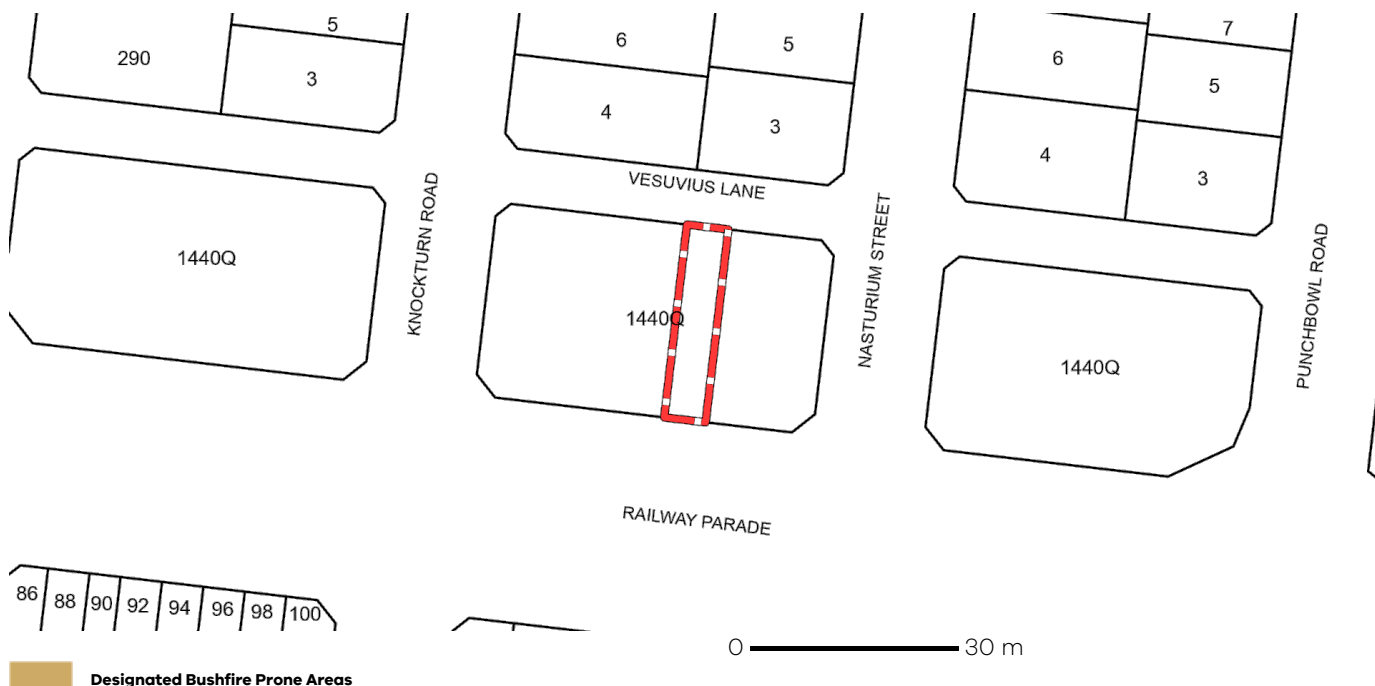 5
7
290
6
5
6
3
5
4
3
4
3
VESUVIUS LANE
KNOCKTURN ROAD
NASTURIUM STREET
PUNCHBOWL ROAD
1440Q
1440Q
1440Q
RAILWAY PARADE
86 88 90 92 94 96 98 100
0 30 m
Designated Bushfire Prone Areas